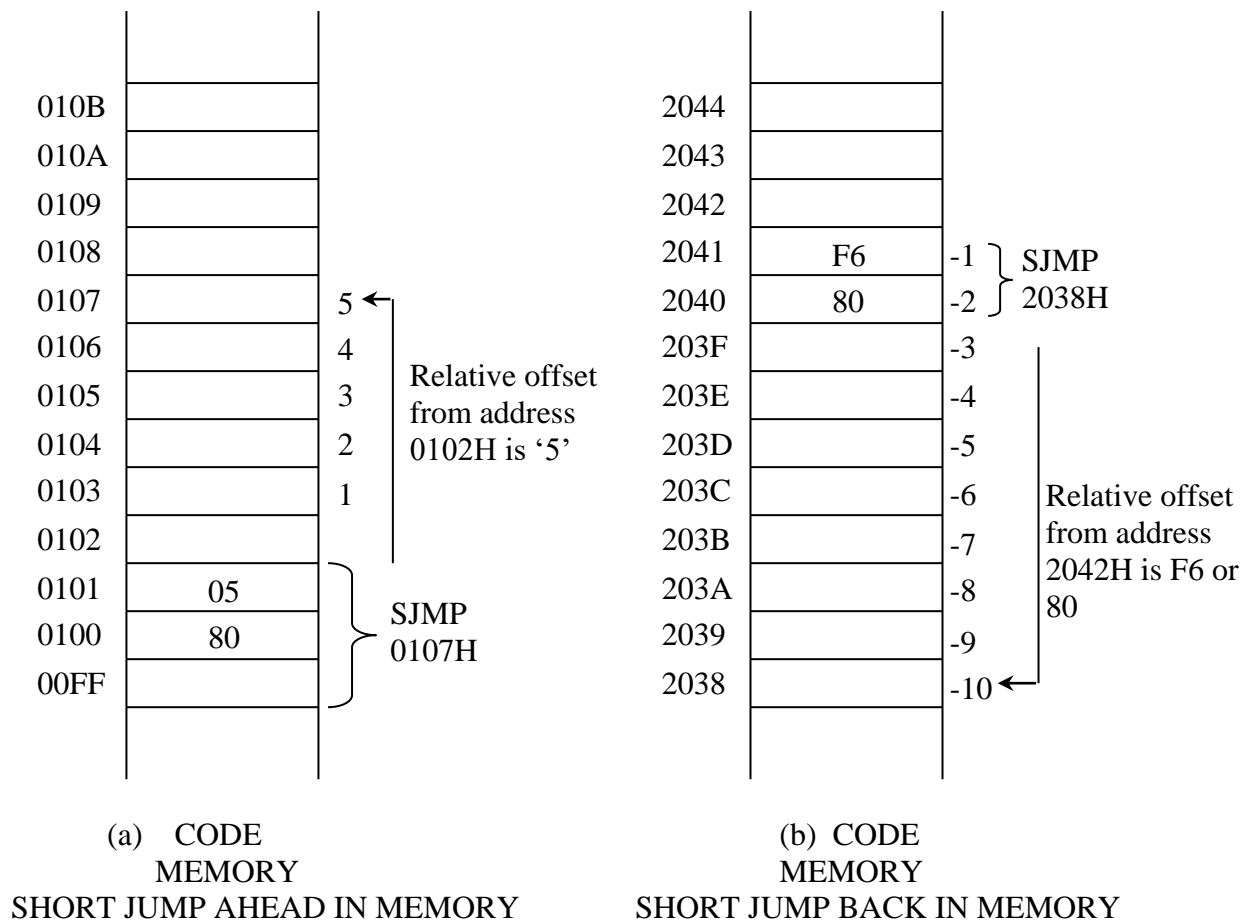 010B
010A
0109
0108
0107
0106
0105
0104
0103
0102
0101
0100
00FF
05
80
5
4
3
2
1
Relative offset
from address
0102H is ‘5’
SJMP
0107H
2044
2043
2042
2041
2040
203F
203E
203D
203C
203B
203A
2039
2038
F6
80
-1
-2
-3
-4
-5
-6
-7
-8
-9
-10
SJMP
2038H
Relative offset
from address
2042H is F6 or
80
(a) CODE
MEMORY
SHORT JUMP AHEAD IN MEMORY
(b) CODE
MEMORY
SHORT JUMP BACK IN MEMORY